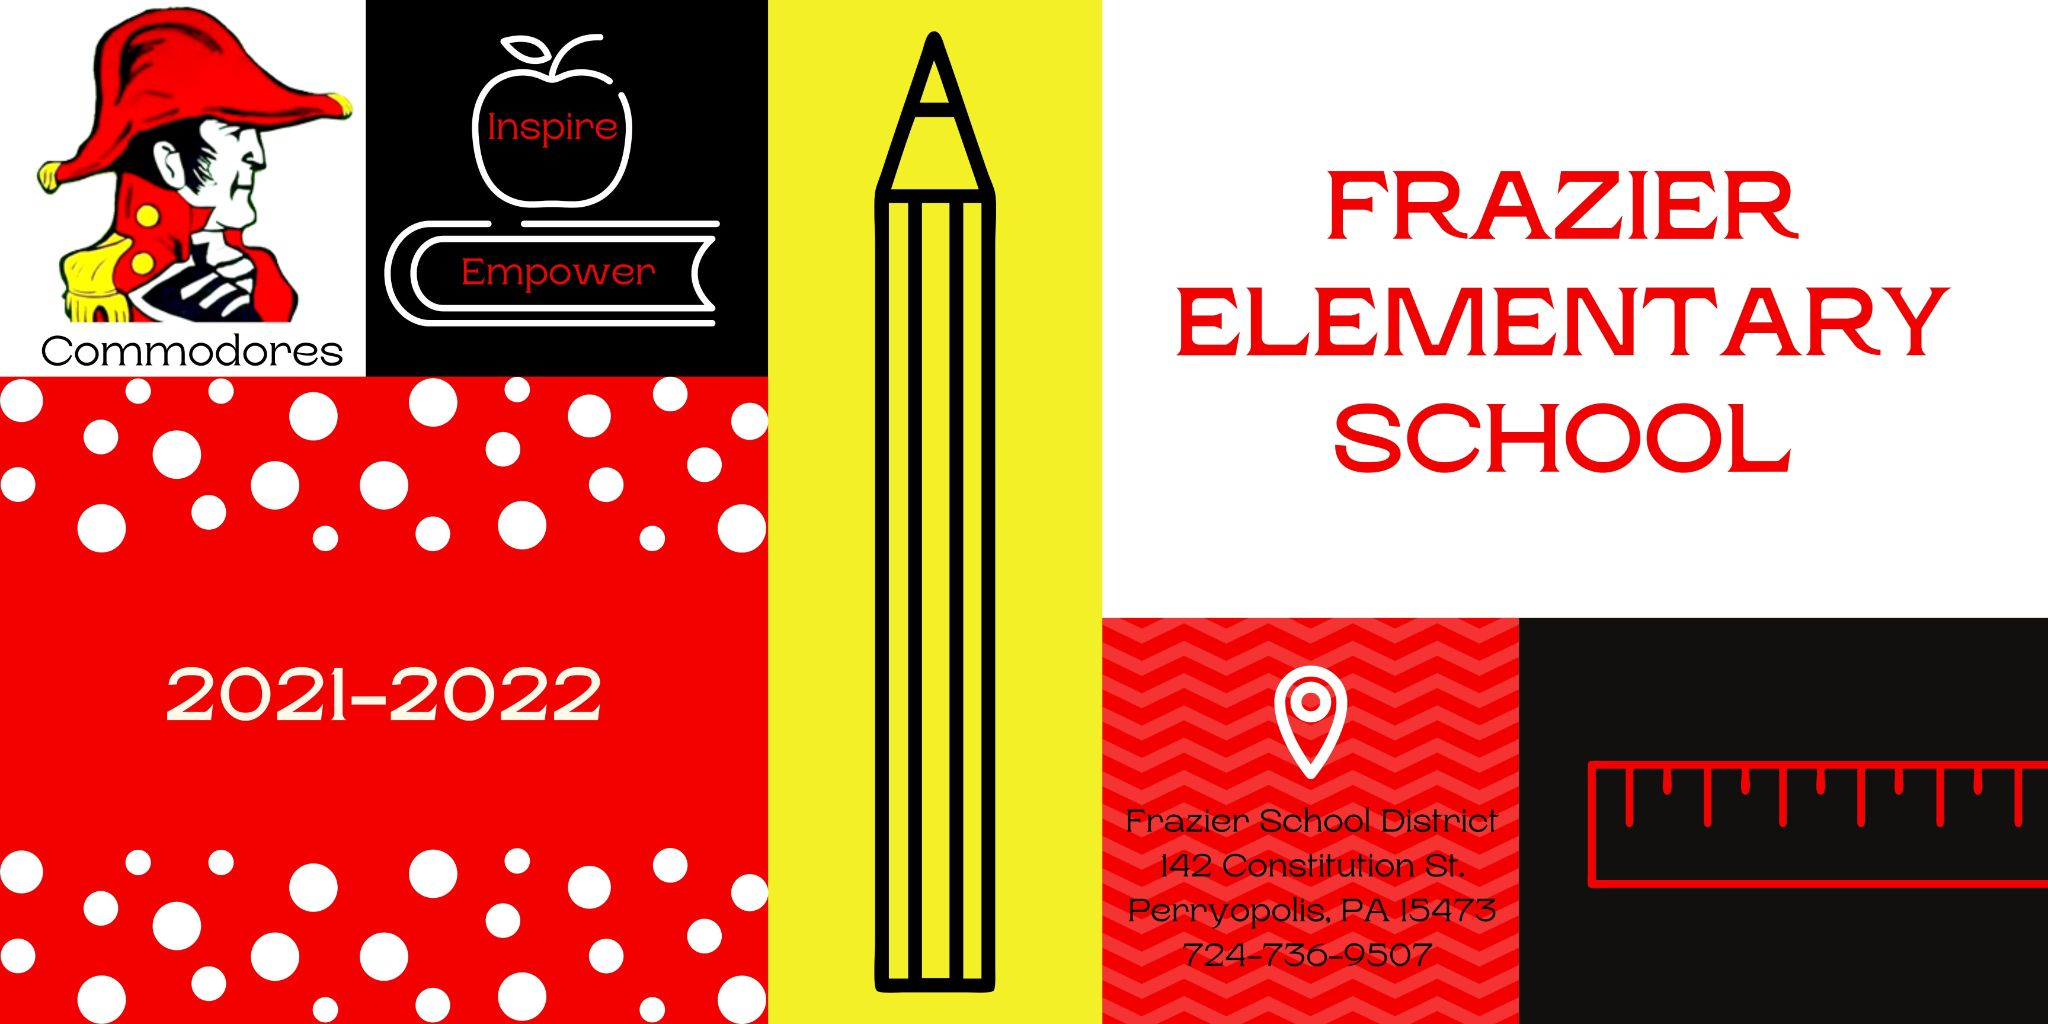 Commodores
Inspire
Empower
2021-2022
FRAZIER
ELEMENTARY
SCHOOL
Frazier School District
142 Constitution St.
Perryopolis, PA 15473
724-736-9507